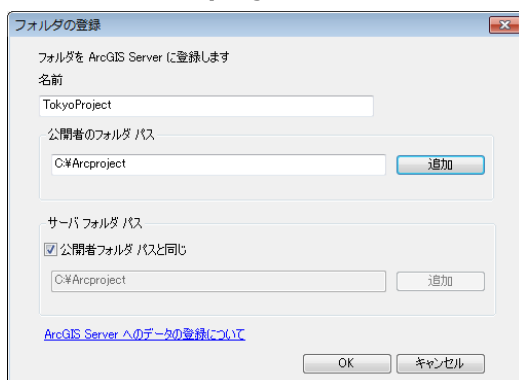 フォルダの登録
フォルダを ArcGIS Server に登録します
名前
TokyoProject
公開者のフォルダ パス
C:¥Arcproject
追加
サーバ フォルダ パス
公開者フォルダ パスと同じ
C:¥Arcproject
追加
ArcGIS Server へのデータの登録について
OK
キャンセル